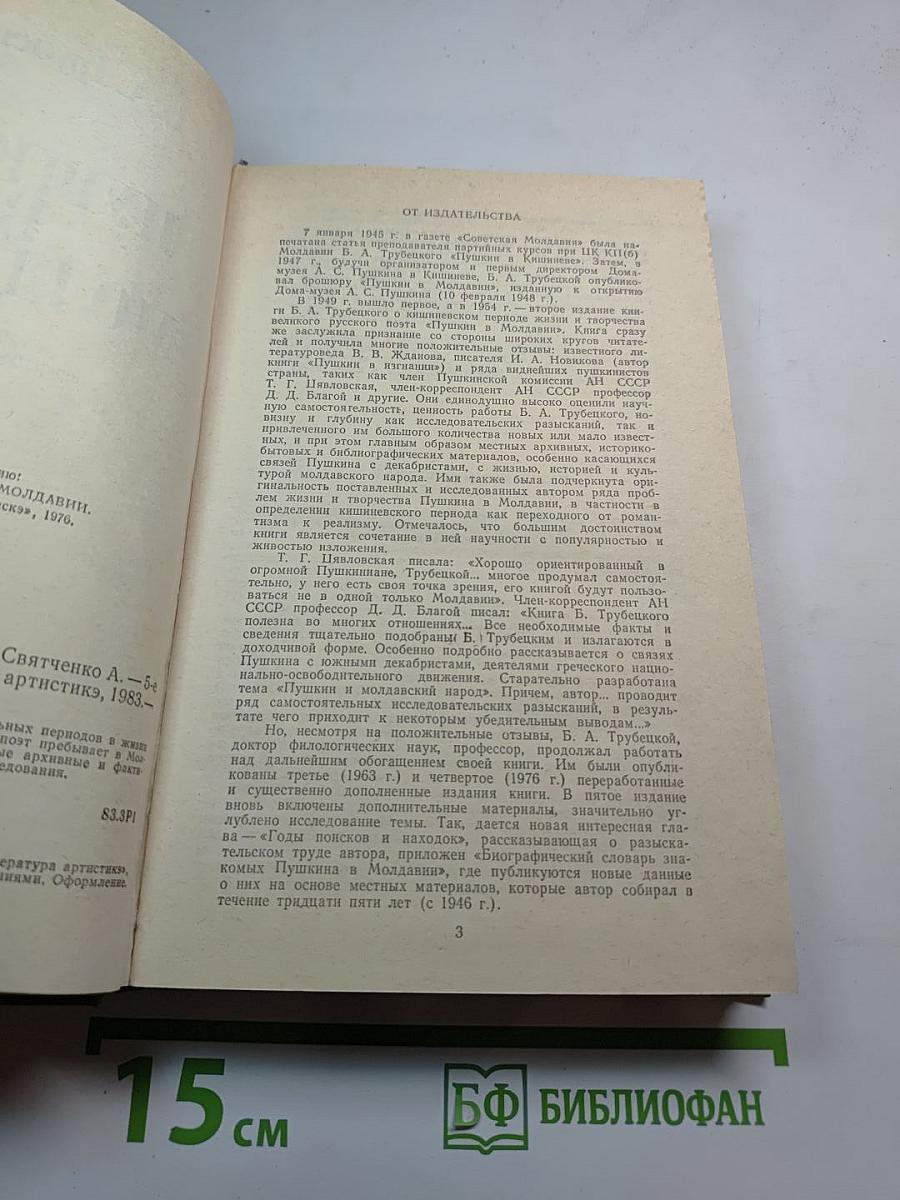 нию:
МОЛДАВИИ.
скэ», 1976.
Святченко А. — 5-е
артистикэ, 1983.—
ьных периодов в жизни
поэт пребывает в Мол-
ые архивные и факти-
едования.
83.3Р1
ература артистикэ»,
ниями. Оформление.
ОТ ИЗДАТЕЛЬСТВА
7 января 1945 г. в газете «Советская Молдавия» была на-
печатана статья преподавателя партийных курсов при ЦК КП(б)
Молдавии Б. А. Трубецкого «Пушкин в Кишиневе». Затем, в
1947 г., будучи организатором и первым директором Дома-
музея А. С. Пушкина в Кишиневе, Б. А. Трубецкой опублико-
вал брошюру «Пушкин в Молдавии», изданную к открытию
Дома-музея А. С. Пушкина (10 февраля 1948 г.).
В 1949 г. вышло первое, а в 1954 г. — второе издание кни-
ги Б. А. Трубецкого о кишиневском периоде жизни и творчества
великого русского поэта «Пушкин в Молдавии». Книга сразу
же заслужила признание со стороны широких кругов читате-
лей и получила многие положительные отзывы: известного ли-
тературоведа В. В. Жданова, писателя И. А. Новикова (автор
книги «Пушкин в изгнании») и ряда виднейших пушкинистов
страны, таких как член Пушкинской комиссии АН СССР
Т. Г. Цявловская, член-корреспондент АН СССР профессор
Д. Д. Благой и другие. Они единодушно высоко оценили науч-
ную самостоятельность, ценность работы Б. А. Трубецкого, но-
визну и глубину как исследовательских разысканий, так и
привлеченного им большого количества новых или мало извест-
ных, и при этом главным образом местных архивных, историко-
бытовых и библиографических материалов, особенно касающихся
связей Пушкина с декабристами, с жизнью, историей и куль-
турой молдавского народа. Ими также была подчеркнута ори-
гинальность поставленных и исследованных автором ряда проб-
лем жизни и творчества Пушкина в Молдавии, в частности в
определении кишиневского периода как переходного от роман-
тизма к реализму. Отмечалось, что большим достоинством
книги является сочетание в ней научности с популярностью и
живостью изложения.
Т. Г. Цявловская писала: «Хорошо ориентированный в
огромной Пушкиниане, Трубецкой... многое продумал самостоя-
тельно, у него есть своя точка зрения, его книгой будут пользо-
ваться не в одной только Молдавии». Член-корреспондент АН
СССР профессор Д. Д. Благой писал: «Книга Б. Трубецкого
полезна во многих отношениях... Все необходимые факты и
сведения тщательно подобраны( Б. )Трубецким и излагаются в
доходчивой форме. Особенно подробно рассказывается о связях
Пушкина с южными декабристами, деятелями греческого нацио-
нально-освободительного движения. Старательно разработана
тема «Пушкин и молдавский народ». Причем, автор... проводит
ряд самостоятельных исследовательских разысканий, в резуль-
тате чего приходит к некоторым убедительным выводам...»
Но, несмотря на положительные отзывы, Б. А. Трубецкой,
доктор филологических наук, профессор, продолжал работать
над дальнейшим обогащением своей книги. Им были опубли-
кованы третье (1963 г.) и четвертое (1976 г.) переработанные
и существенно дополненные издания книги. В пятое издание
вновь включены дополнительные материалы, значительно уг-
лублено исследование темы. Так, дается новая интересная гла-
ва — «Годы поисков и находок», рассказывающая о разыска-
тельском труде автора, приложен «Биографический словарь зна-
комых Пушкина в Молдавии», где публикуются новые данные
о них на основе местных материалов, которые автор собирал в
течение тридцати пяти лет (с 1946 г.).
3
15 см
БФ БИБЛИОФАН